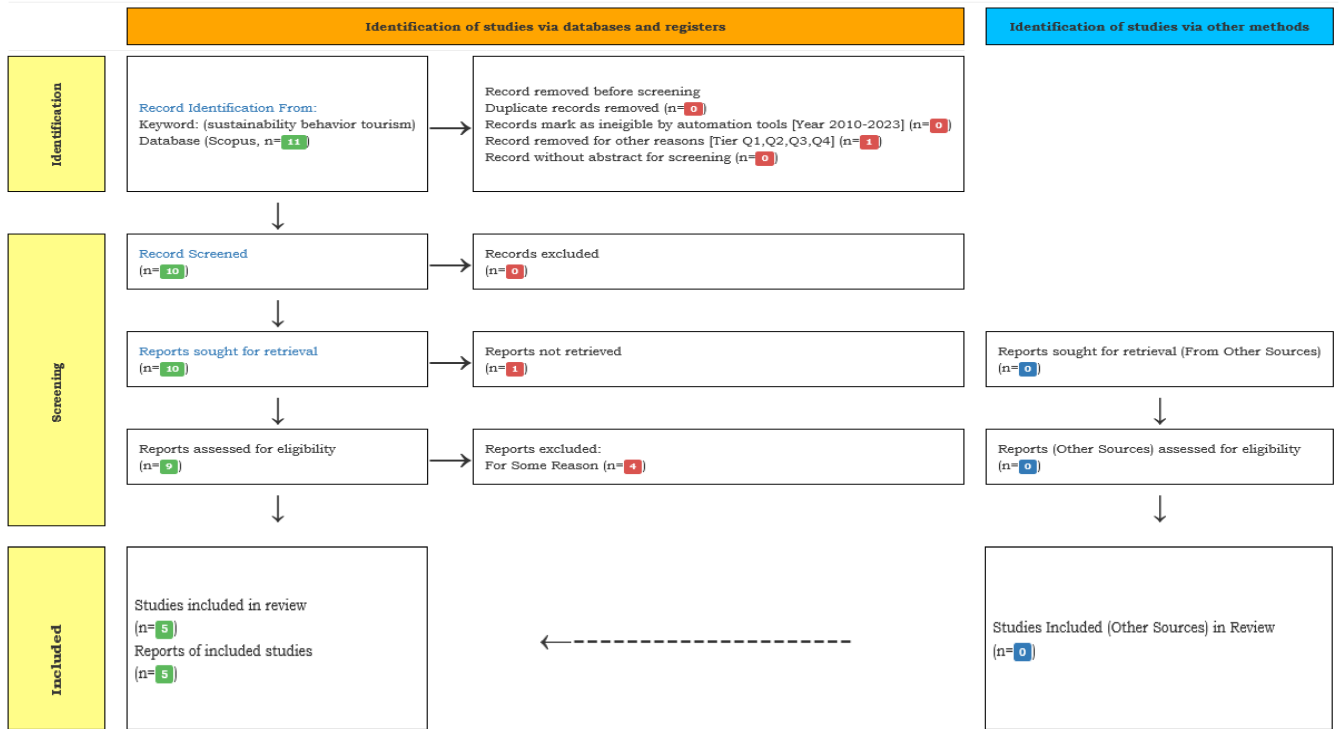 Identification of studies via databases and registers
Identification of studies via other methods
Identification
Record Identification From:
Keyword: (sustainability behavior tourism)
Database (Scopus, n=11)
Record removed before screening
Duplicate records removed (n=0)
Records mark as ineigible by automation tools [Year 2010-2023] (n=0)
Record removed for other reasons [Tier Q1,Q2,Q3,Q4] (n=1)
Record without abstract for screening (n=0)
Screening
Record Screened
(n=10)
Records excluded
(n=0)
Reports sought for retrieval
(n=10)
Reports not retrieved
(n=1)
Reports sought for retrieval (From Other Sources)
(n=0)
Reports assessed for eligibility
(n=9)
Reports excluded:
For Some Reason (n=4)
Reports (Other Sources) assessed for eligibility
(n=0)
Included
Studies included in review
(n=5)
Reports of included studies
(n=5)
Studies Included (Other Sources) in Review
(n=0)